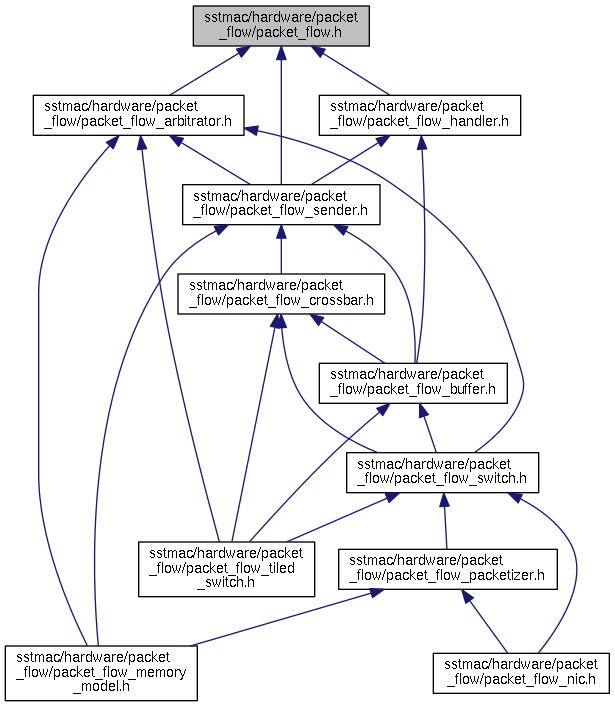 sstmac/hardware/packet
_flow/packet_flow.h
sstmac/hardware/packet
_flow/packet_flow_arbitrator.h
sstmac/hardware/packet
_flow/packet_flow_handler.h
sstmac/hardware/packet
_flow/packet_flow_sender.h
sstmac/hardware/packet
_flow/packet_flow_crossbar.h
sstmac/hardware/packet
_flow/packet_flow_buffer.h
sstmac/hardware/packet
_flow/packet_flow_switch.h
sstmac/hardware/packet
_flow/packet_flow_tiled
_switch.h
sstmac/hardware/packet
_flow/packet_flow_packetizer.h
sstmac/hardware/packet
_flow/packet_flow_memory
_model.h
sstmac/hardware/packet
_flow/packet_flow_nic.h